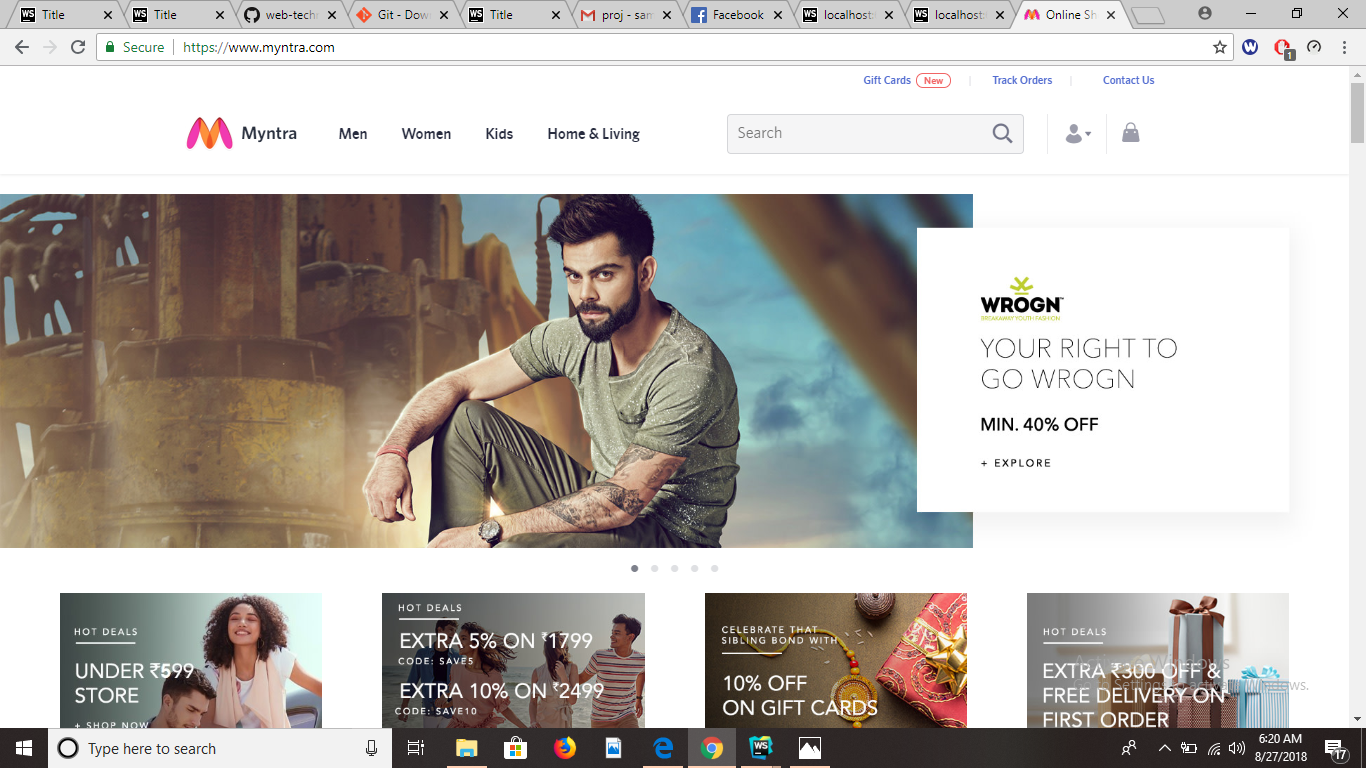 Title
Title
web-techn
Git - Dow
Title
proj - sam
Facebook
localhost:
localhost:
Online Sh
Secure
https://www.myntra.com
1
Gift Cards
New
Track Orders
Contact Us
Myntra
Men
Women
Kids
Home & Living
Search
WROGN™
BREAKAWAY YOUTH FASHION
YOUR RIGHT TO
GO WROGN
MIN. 40% OFF
+ EXPLORE
HOT DEALS
UNDER ₹599
STORE
+ SHOP NOW
HOT DEALS
EXTRA 5% ON ₹1799
CODE: SAVE5
EXTRA 10% ON ₹2499
CODE: SAVE10
CELEBRATE THAT
SIBLING BOND WITH
10% OFF
ON GIFT CARDS
HOT DEALS
EXTRA ₹300 OFF &
FREE DELIVERY ON
FIRST ORDER
Type here to search
6:20 AM
8/27/2018
17